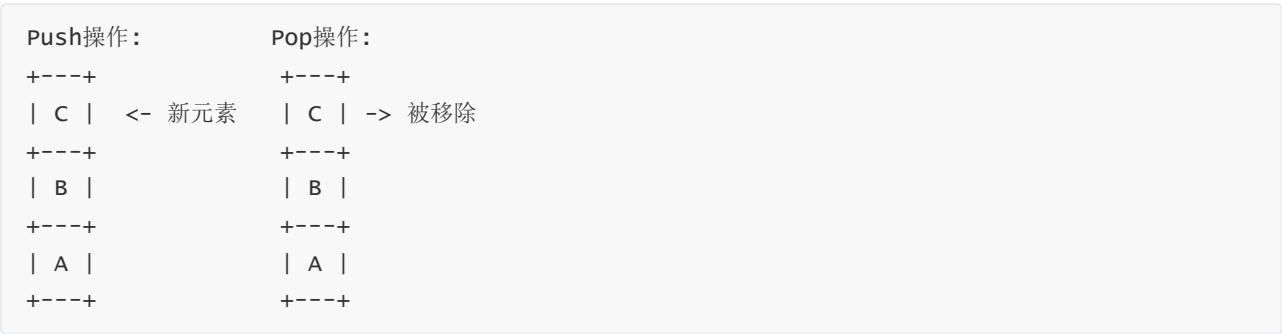 Push操作:          Pop操作:
+---+              +---+
| C |  <- 新元素   | C | -> 被移除
+---+              +---+
| B |              | B |
+---+              +---+
| A |              | A |
+---+              +---+